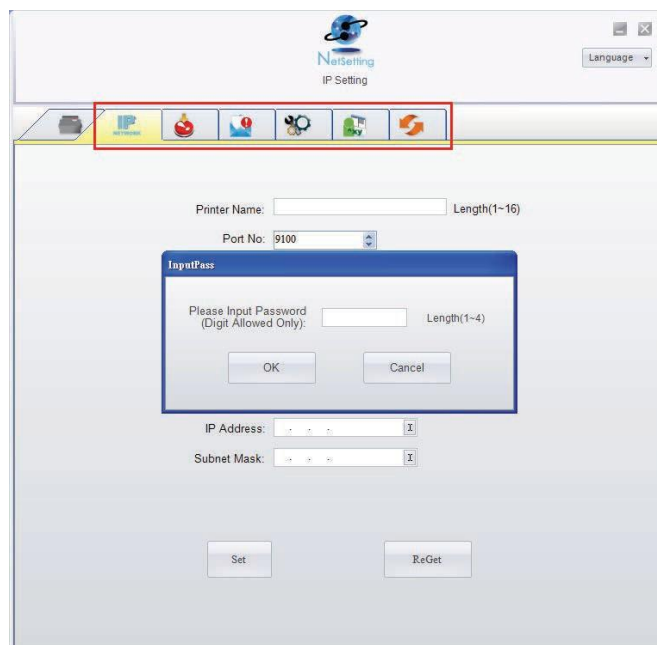 NetSetting
Language
IP Setting
IP
NETWORK
Printer Name:
Length(1~16)
Port No: 9100
InputPass
Please Input Password
(Digit Allowed Only):
Length(1~4)
OK
Cancel
IP Address: . . . I
Subnet Mask: . . . I
Set
ReGet